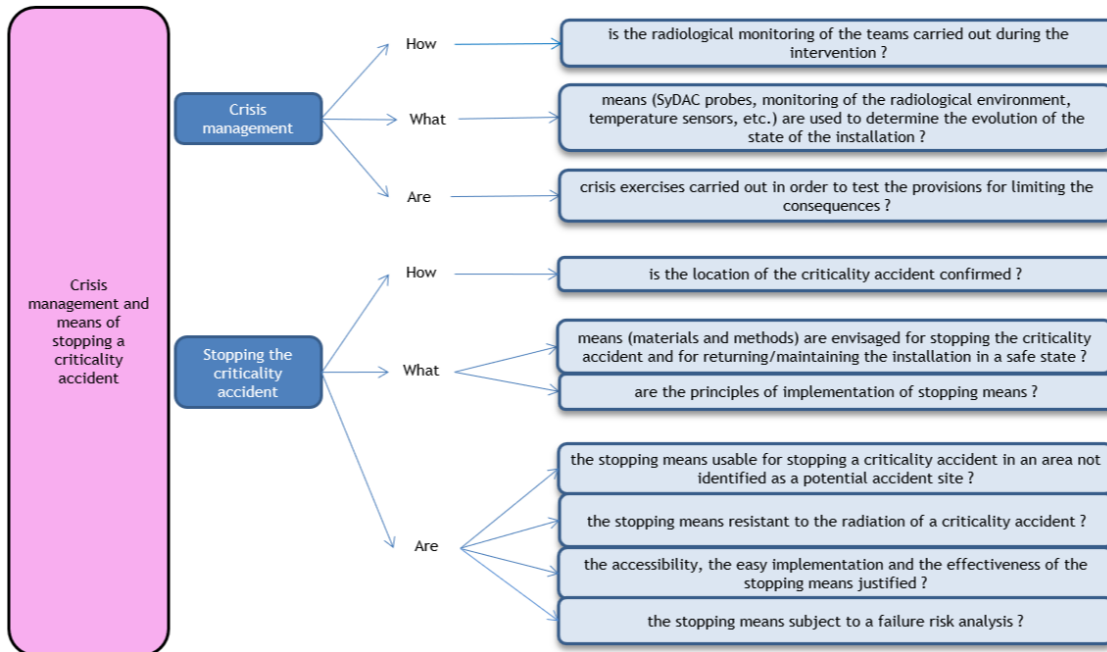 Crisis
management and
means of
stopping a
criticality
accident
Crisis
management
How
is the radiological monitoring of the teams carried out during the
intervention ?
What
means (SyDAC probes, monitoring of the radiological environment,
temperature sensors, etc.) are used to determine the evolution of the
state of the installation ?
Are
crisis exercises carried out in order to test the provisions for limiting the
consequences ?
Stopping the
criticality
accident
How
is the location of the criticality accident confirmed ?
What
means (materials and methods) are envisaged for stopping the criticality
accident and for returning/maintaining the installation in a safe state ?
are the principles of implementation of stopping means ?
Are
the stopping means usable for stopping a criticality accident in an area not
identified as a potential accident site ?
the stopping means resistant to the radiation of a criticality accident ?
the accessibility, the easy implementation and the effectiveness of the
stopping means justified ?
the stopping means subject to a failure risk analysis ?